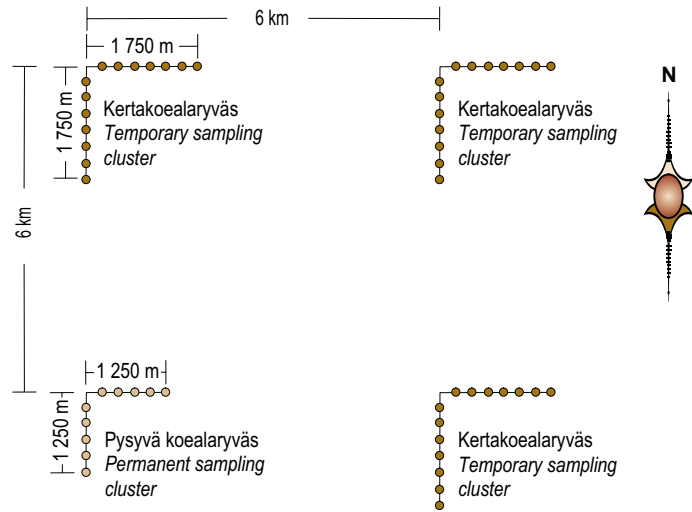 6 km
1 750 m
1 750 m
Kertakoealaryväs
Temporary sampling
cluster
Kertakoealaryväs
Temporary sampling
cluster
N
6 km
1 250 m
1 250 m
Pysyvä koealaryväs
Permanent sampling
cluster
Kertakoealaryväs
Temporary sampling
cluster